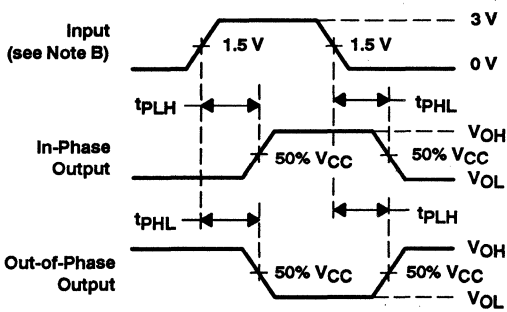 Input
(see Note B)
1.5 V
1.5 V
3 V
0 V
tPLH
tPHL
In-Phase
Output
50% VCC
50% VCC
VOH
VOL
tPHL
tPLH
Out-of-Phase
Output
50% VCC
50% VCC
VOH
VOL